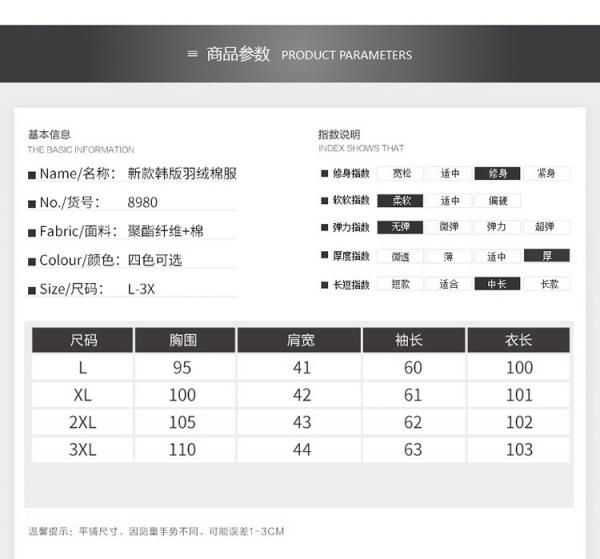 ≡ 商品参数 PRODUCT PARAMETERS
基本信息
THE BASIC INFORMATION
Name/名称： 新款韩版羽绒棉服
No./货号： 8980
Fabric/面料： 聚酯纤维+棉
Colour/颜色：四色可选
Size/尺码： L-3X
指数说明
INDEX SHOWS THAT
修身指数 宽松 适中 修身 紧身
软软指数 柔软 适中 偏硬
弹力指数 无弹 微弹 弹力 超弹
厚度指数 微透 薄 适中 厚
长短指数 短款 适合 中长 长款
尺码 胸围 肩宽 袖长 衣长
L 95 41 60 100
XL 100 42 61 101
2XL 105 43 62 102
3XL 110 44 63 103
温馨提示：平铺尺寸，因测量手势不同，可能误差1-3CM